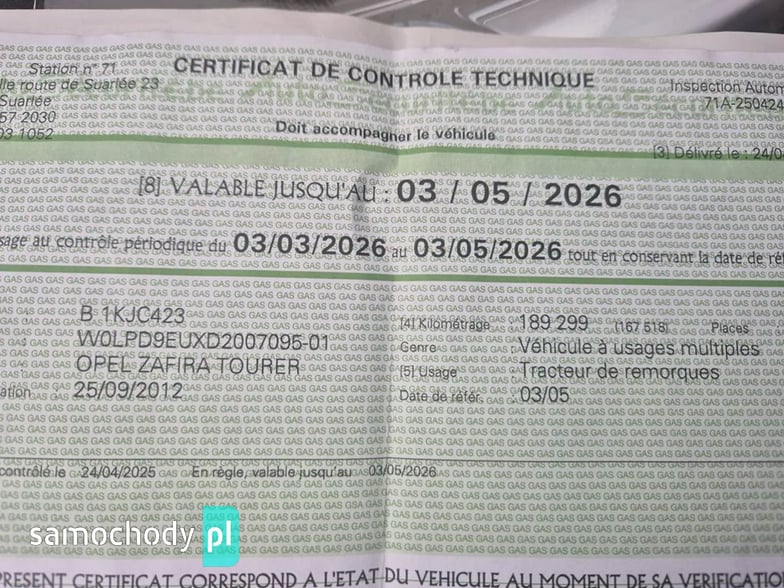 Station n° 71
CERTIFICAT DE CONTROLE TECHNIQUE
lle route de Suarlée 23
Suarlée
57 2030
03 1052
Inspection Autom
71A-250424
Doit accompagner le véhicule
[3] Délivré le : 24/0
[8] VALABLE JUSQU'AU : 03 / 05 / 2026
sage au contrôle périodique du 03/03/2026 au 03/05/2026 tout en conservant la date de réf
B 1KJC423
W0LPD9EUXD2007095-01
OPEL ZAFIRA TOURER
ation 25/09/2012
[4] Kilométrage : 189 299 (167 518) Places
Genre : Véhicule à usages multiples
[5] Usage : Tracteur de remorques
Date de référ. : 03/05
contrôlé le : 24/04/2025 En règle, valable jusqu'au 03/05/2026
samochody pl
PRESENT CERTIFICAT CORRESPOND A L'ETAT DU VEHICULE AU MOMENT DE SA VERIFICATIO